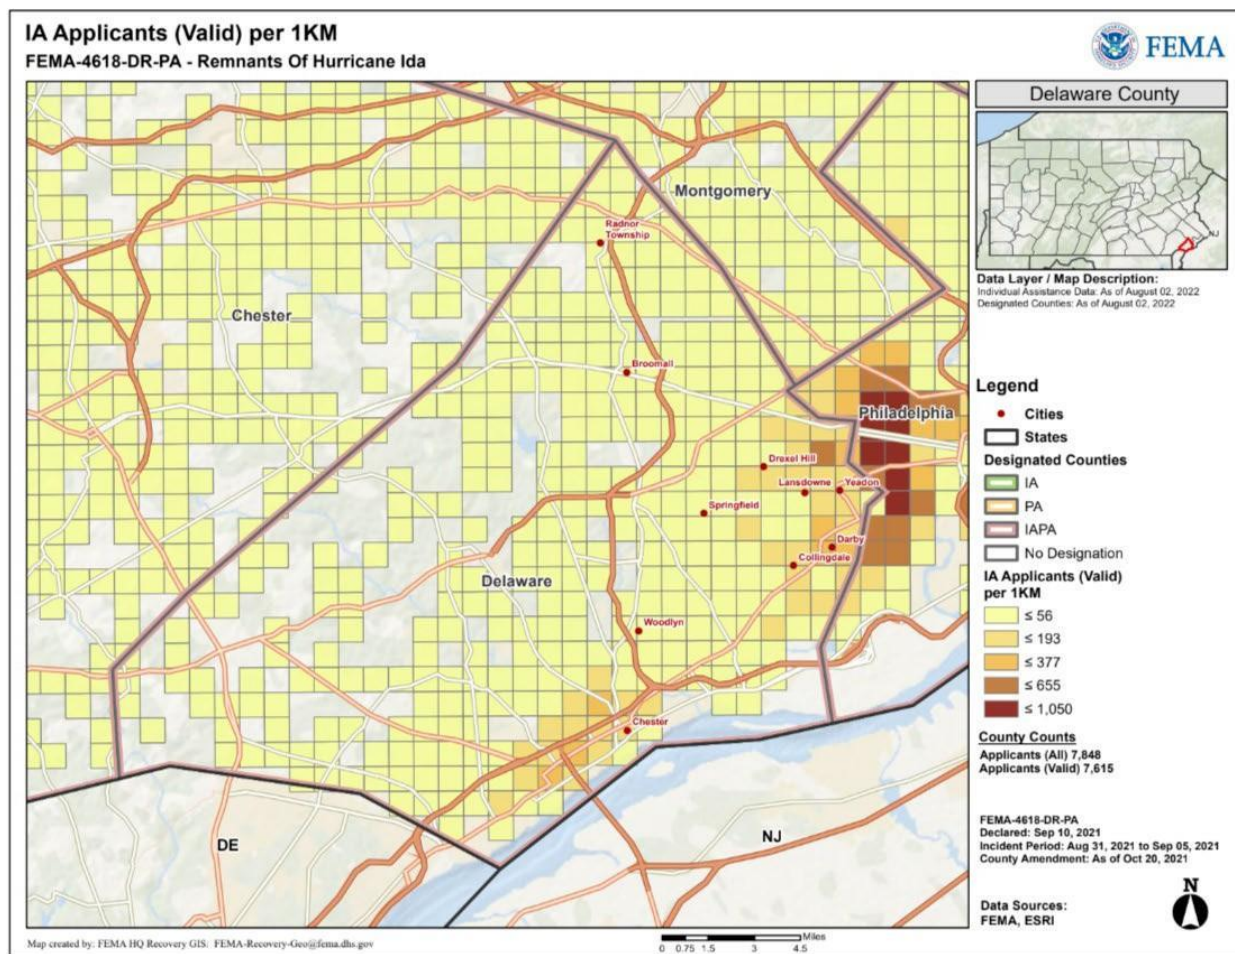 IA Applicants (Valid) per 1KM
FEMA-4618-DR-PA - Remnants Of Hurricane Ida
FEMA
Delaware County
NJ
Data Layer / Map Description:
Individual Assistance Data: As of August 02, 2022
Designated Counties: As of August 02, 2022
Montgomery
Radnor
Township
Chester
Broomall
Philadelphia
Drexel Hill
Lansdowne
Yeadon
Springfield
Darby
Collingdale
Delaware
Woodlyn
Chester
DE
NJ
Legend
Cities
States
Designated Counties
IA
PA
IAPA
No Designation
IA Applicants (Valid)
per 1KM
≤ 56
≤ 193
≤ 377
≤ 655
≤ 1,050
County Counts
Applicants (All) 7,848
Applicants (Valid) 7,615
FEMA-4618-DR-PA
Declared: Sep 10, 2021
Incident Period: Aug 31, 2021 to Sep 05, 2021
County Amendment: As of Oct 20, 2021
Data Sources:
FEMA, ESRI
N
Map created by: FEMA HQ Recovery GIS: FEMA-Recovery-Geo@fema.dhs.gov
Miles
0 0.75 1.5 3 4.5